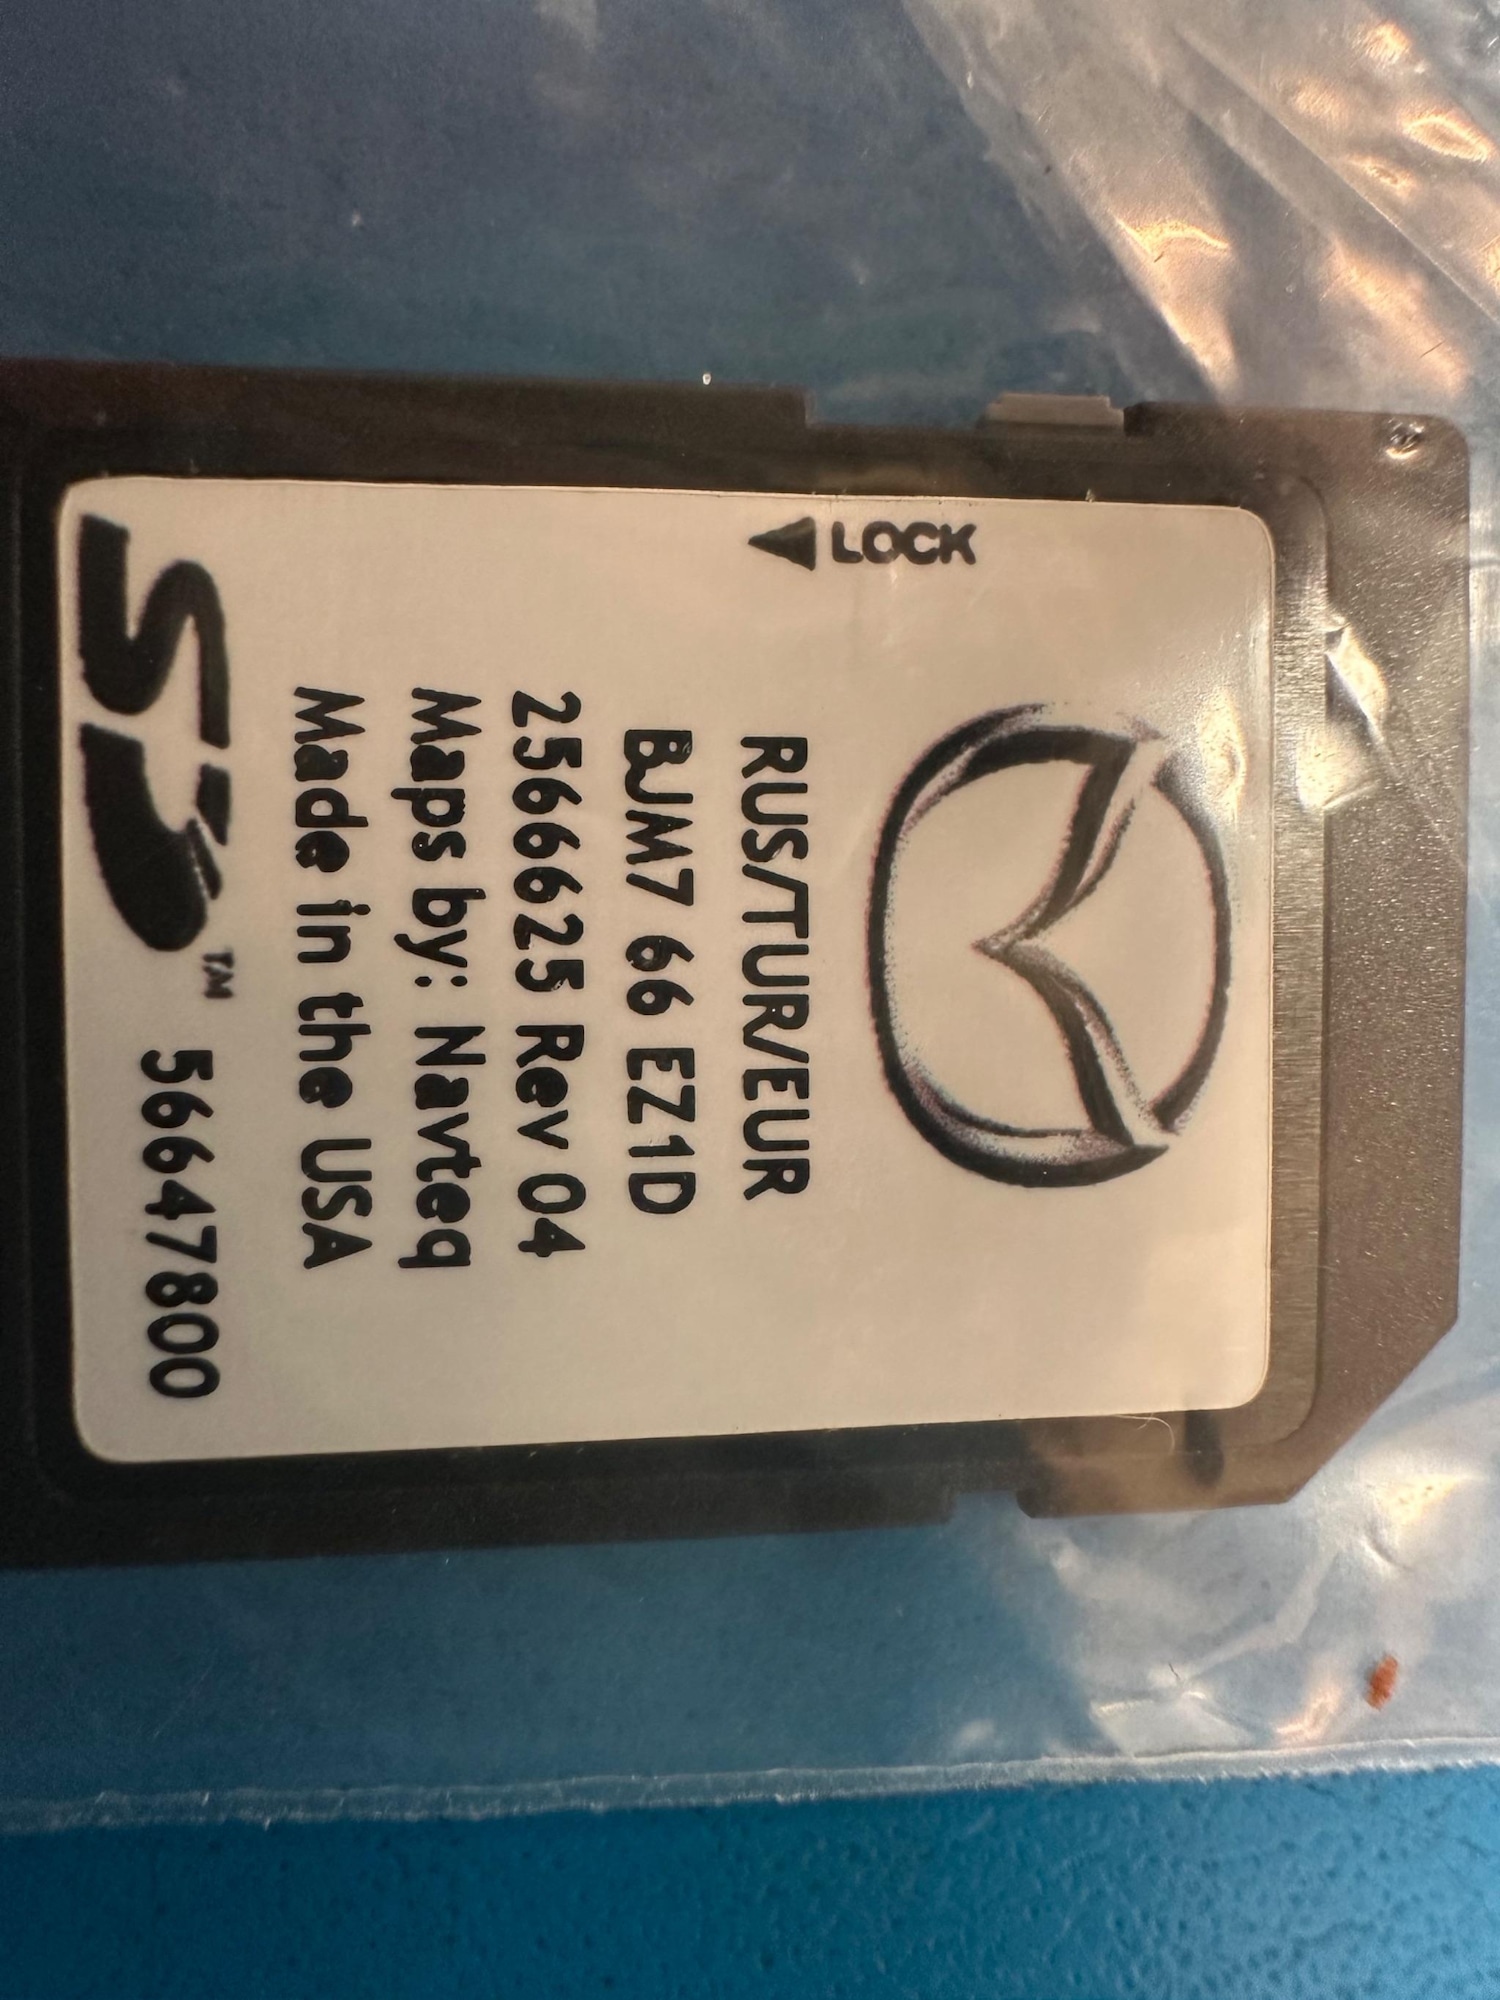 LOCK
RUS/TUR/EUR
BJM7 66 EZ1D
2566625 Rev 04
Maps by: Navteq
Made in the USA
SD™ 56647800